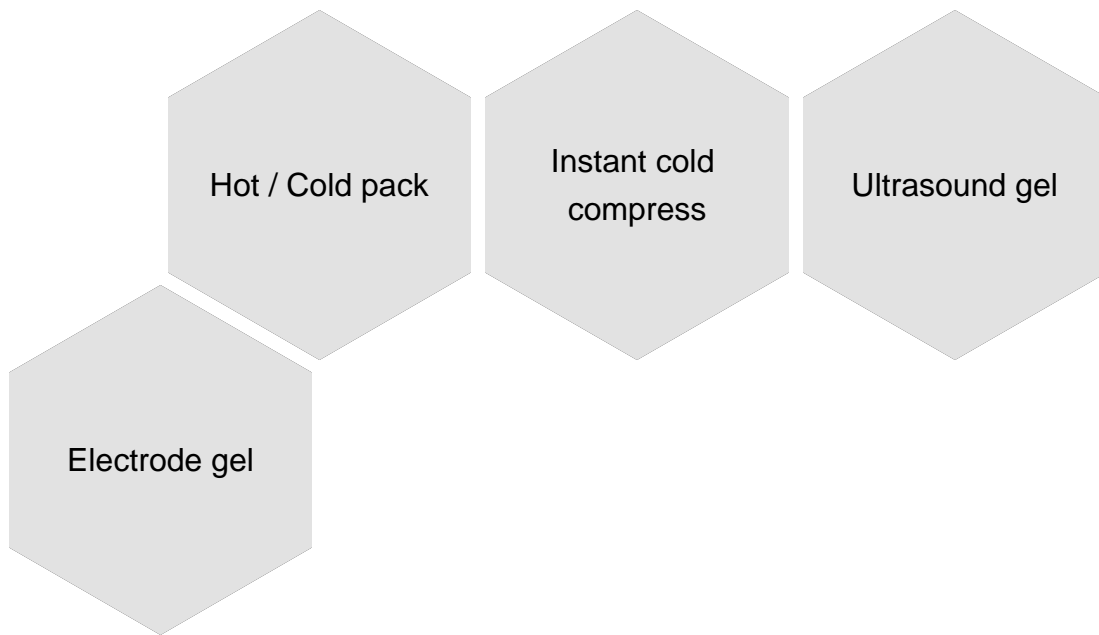 Hot / Cold pack
Instant cold
compress
Ultrasound gel
Electrode gel